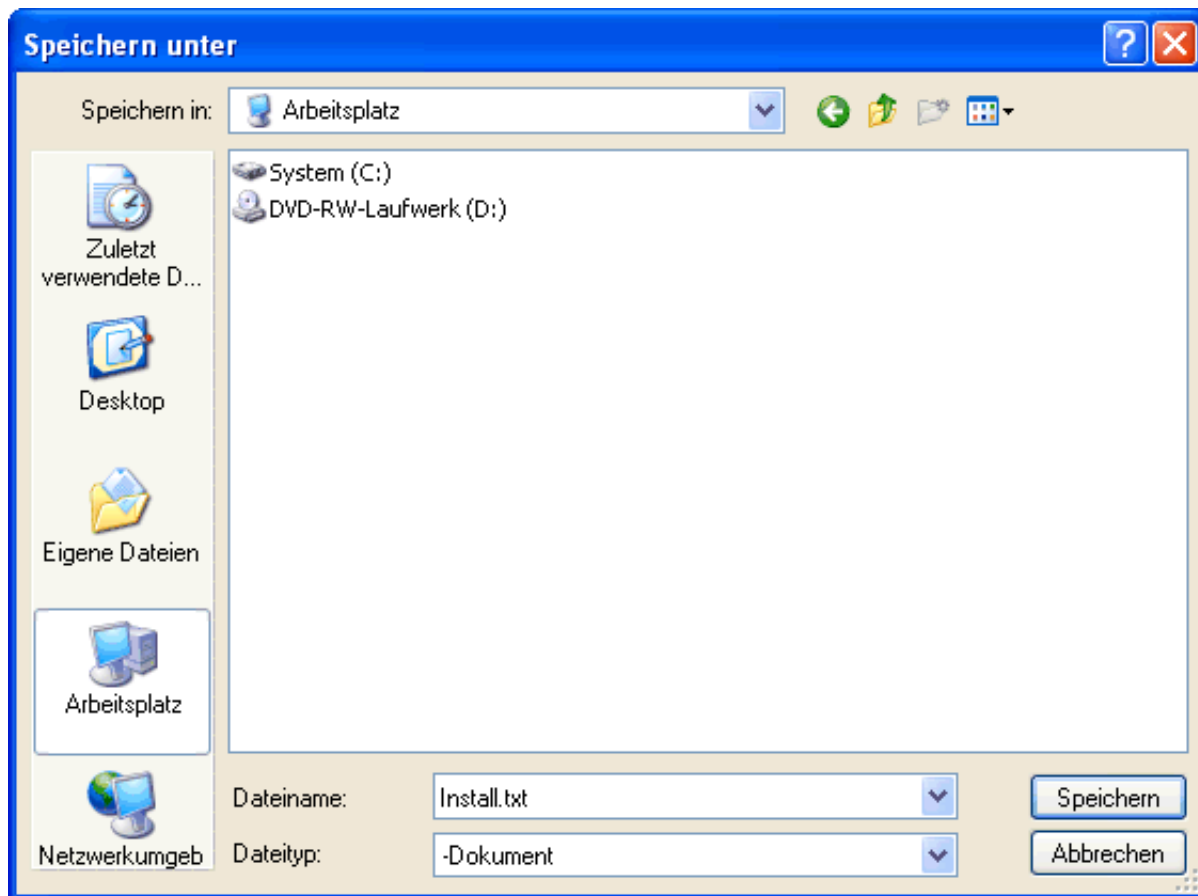 Speichern unter
Speichern in:
Arbeitsplatz
System (C:)
DVD-RW-Laufwerk (D:)
Zuletzt
verwendete D...
Desktop
Eigene Dateien
Arbeitsplatz
Netzwerkumgeb
Dateiname:
Install.txt
Speichern
Dateityp:
-Dokument
Abbrechen